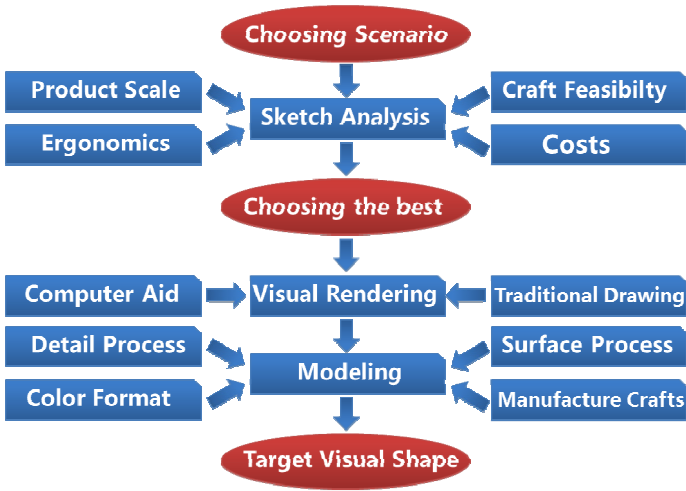 Choosing Scenario
Product Scale
Craft Feasibilty
Sketch Analysis
Ergonomics
Costs
Choosing the best
Computer Aid
Visual Rendering
Traditional Drawing
Detail Process
Surface Process
Modeling
Color Format
Manufacture Crafts
Target Visual Shape